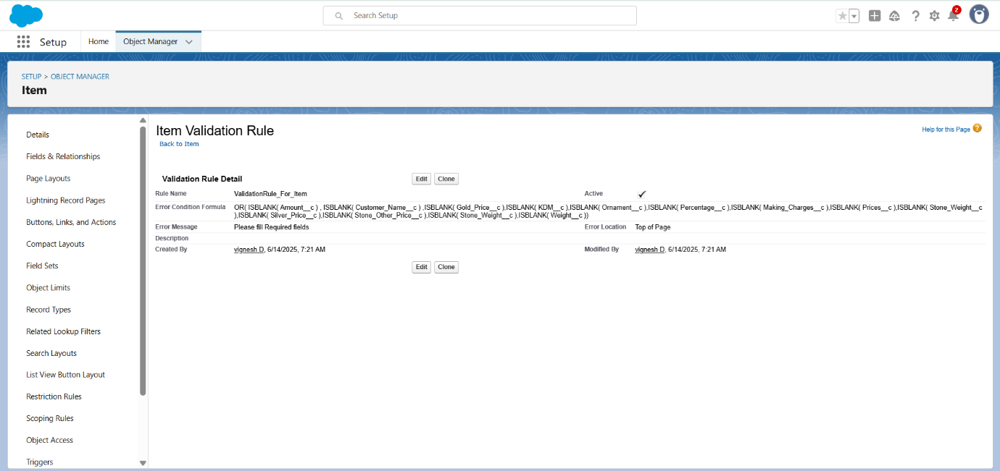 Search Setup
2
Setup
Home
Object Manager
SETUP > OBJECT MANAGER
Item
Details
Fields & Relationships
Page Layouts
Lightning Record Pages
Buttons, Links, and Actions
Compact Layouts
Field Sets
Object Limits
Record Types
Related Lookup Filters
Search Layouts
List View Button Layout
Restriction Rules
Scoping Rules
Object Access
Triggers
Item Validation Rule
Back to Item
Help for this Page ?
Validation Rule Detail
Edit Clone
Rule Name ValidationRule_For_Item Active ✓
Error Condition Formula OR( ISBLANK( Amount__c ) , ISBLANK( Customer_Name__c ) ,ISBLANK( Gold_Price__c ),ISBLANK( KDM__c ),ISBLANK( Ornament__c ),ISBLANK( Percentage__c ),ISBLANK( Making_Charges__c ),ISBLANK( Prices__c ),ISBLANK( Stone_Weight__c
),ISBLANK( Silver_Price__c ),ISBLANK( Stone_Other_Price__c ),ISBLANK( Stone_Weight__c ),ISBLANK( Weight__c ))
Error Message Please fill Required fields Error Location Top of Page
Description
Created By vignesh D, 6/14/2025, 7:21 AM Modified By vignesh D, 6/14/2025, 7:21 AM
Edit Clone